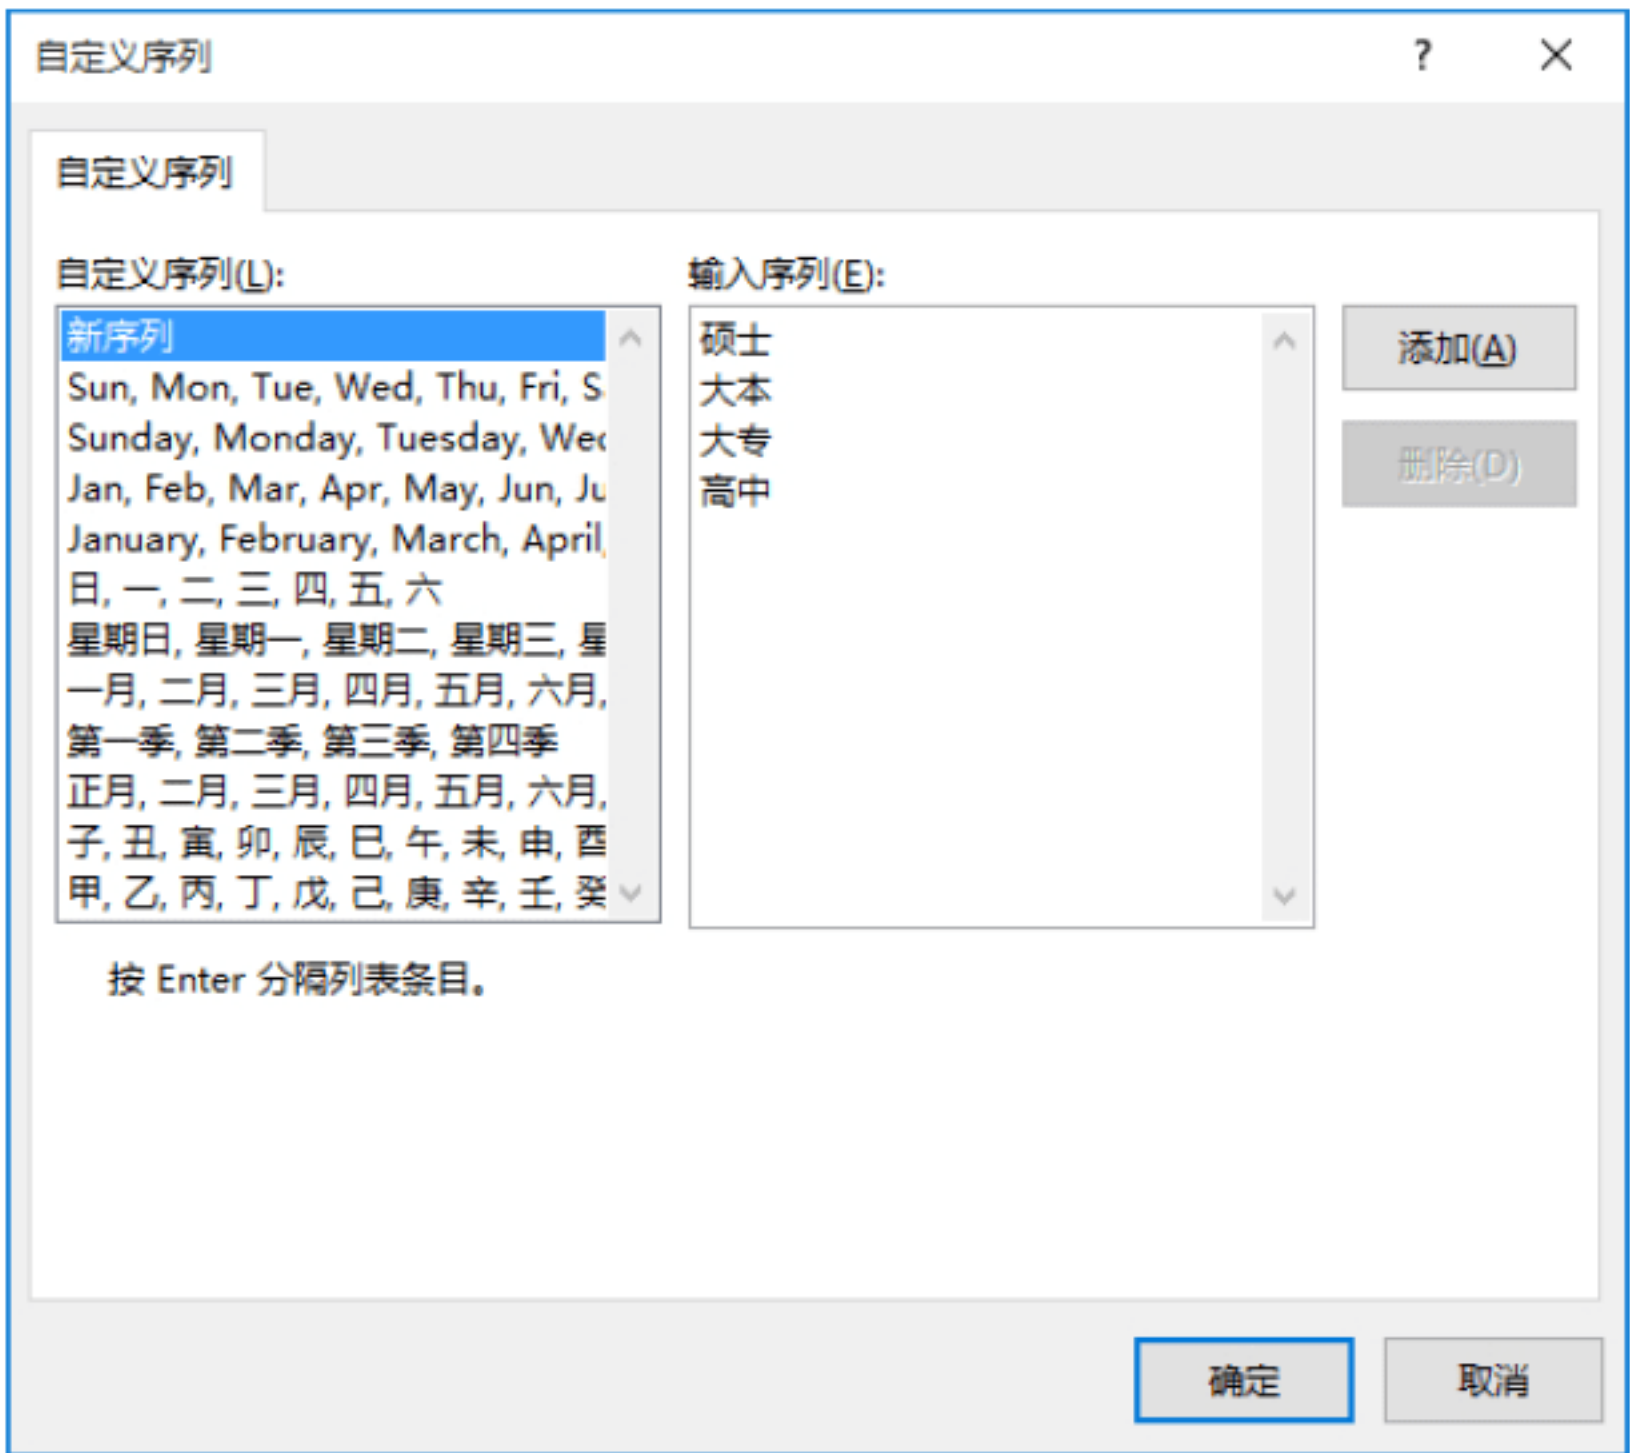 自定义序列
?
自定义序列
自定义序列(L):
新序列
Sun, Mon, Tue, Wed, Thu, Fri, S
Sunday, Monday, Tuesday, Wed
Jan, Feb, Mar, Apr, May, Jun, Ju
January, February, March, April,
日, 一, 二, 三, 四, 五, 六
星期日, 星期一, 星期二, 星期三, 星
一月, 二月, 三月, 四月, 五月, 六月,
第一季, 第二季, 第三季, 第四季
正月, 二月, 三月, 四月, 五月, 六月,
子, 丑, 寅, 卯, 辰, 巳, 午, 未, 申, 酉
甲, 乙, 丙, 丁, 戊, 己, 庚, 辛, 壬, 癸
输入序列(E):
硕士
大本
大专
高中
添加(A)
删除(D)
按 Enter 分隔列表条目。
确定
取消